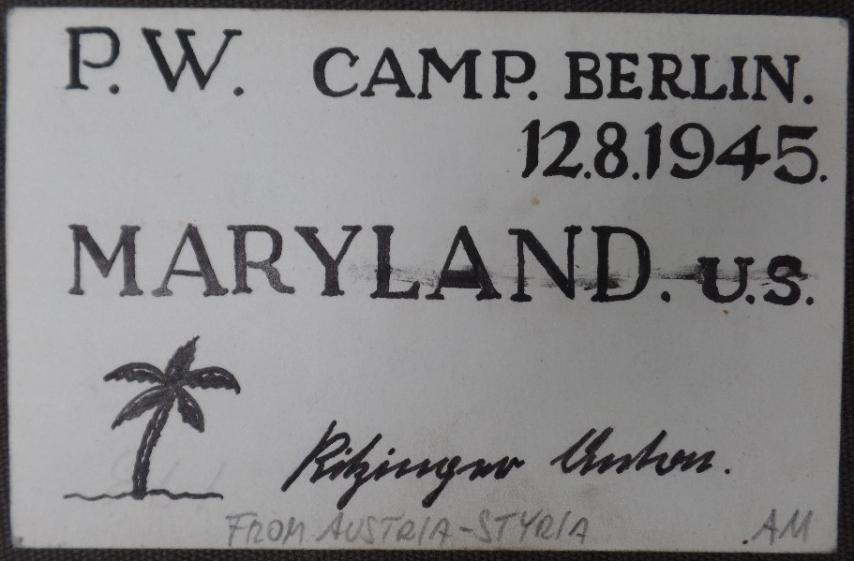 P.W. CAMP. BERLIN.
12.8.1945.
MARYLAND. U.S.
Ritzinger Anton.
FROM AUSTRIA-STYRIA AM